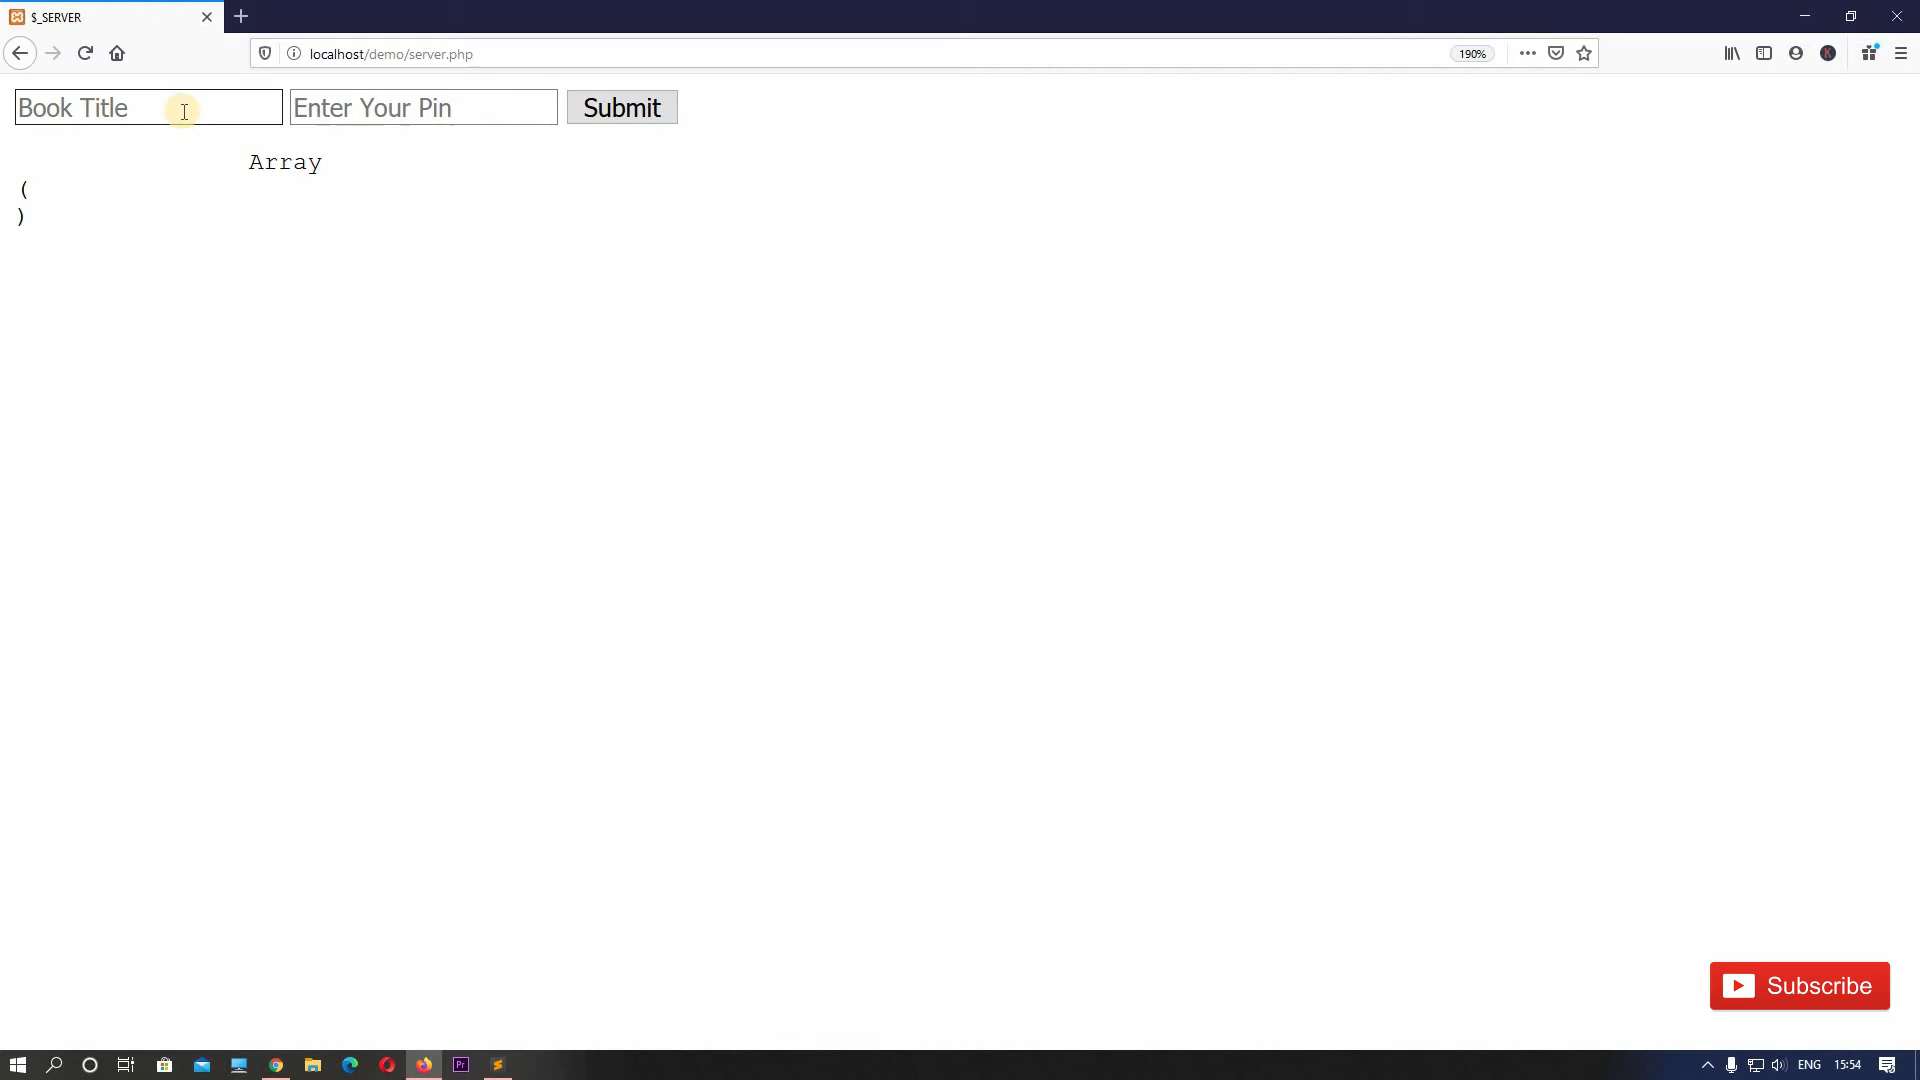 $_SERVER
localhost/demo/server.php
190%
Book Title
Enter Your Pin
Submit
Array
(
)
Subscribe
ENG
15:54